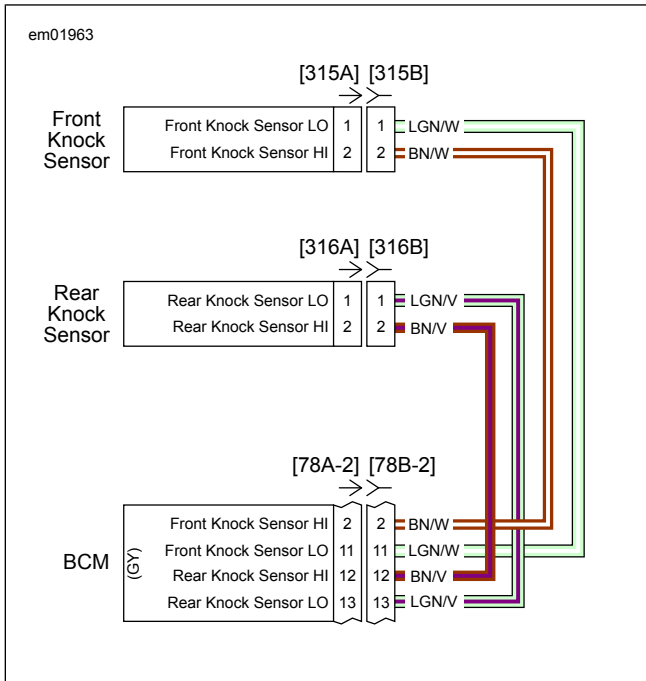 em01963
[315A] [315B]
Front Knock Sensor
Front Knock Sensor LO 1 1 LGN/W
Front Knock Sensor HI 2 2 BN/W
[316A] [316B]
Rear Knock Sensor
Rear Knock Sensor LO 1 1 LGN/V
Rear Knock Sensor HI 2 2 BN/V
[78A-2] [78B-2]
BCM
(GY)
Front Knock Sensor HI 2 2 BN/W
Front Knock Sensor LO 11 11 LGN/W
Rear Knock Sensor HI 12 12 BN/V
Rear Knock Sensor LO 13 13 LGN/V